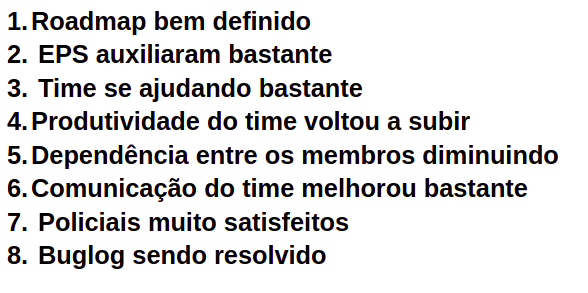 1. Roadmap bem definido
2. EPS auxiliaram bastante
3. Time se ajudando bastante
4. Produtividade do time voltou a subir
5. Dependência entre os membros diminuindo
6. Comunicação do time melhorou bastante
7. Policiais muito satisfeitos
8. Buglog sendo resolvido